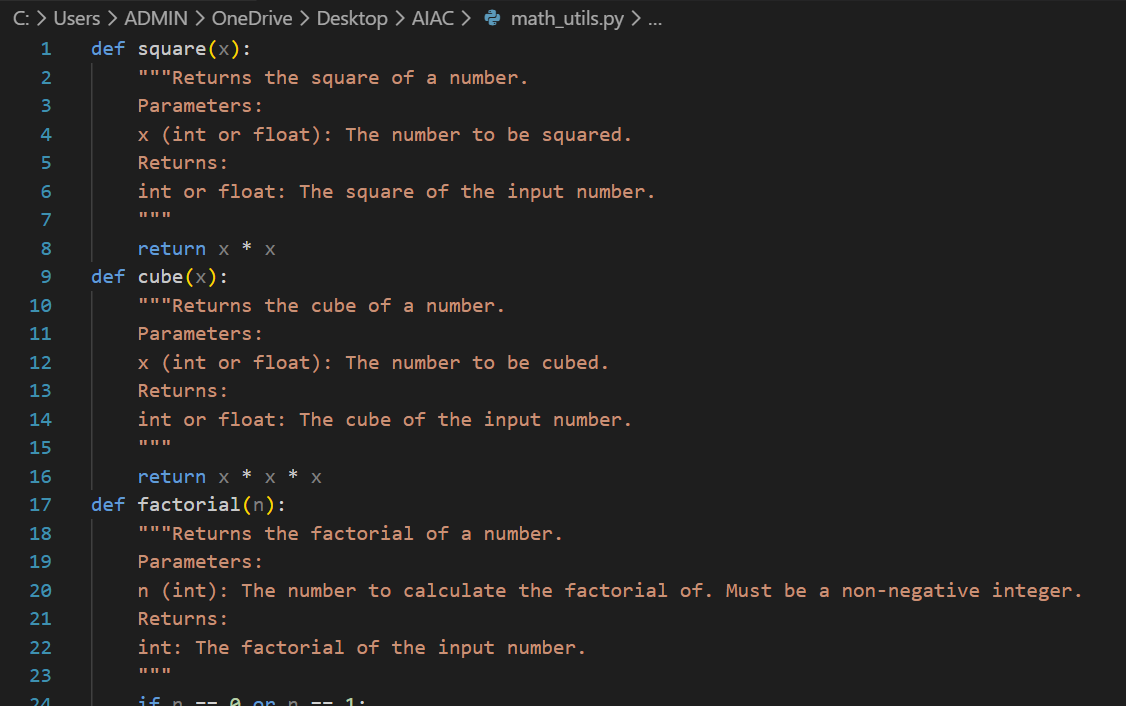 C: > Users > ADMIN > OneDrive > Desktop > AIAC > math_utils.py > ...
1 def square(x):
2     """Returns the square of a number.
3     Parameters:
4     x (int or float): The number to be squared.
5     Returns:
6     int or float: The square of the input number.
7     """
8     return x * x
9 def cube(x):
10     """Returns the cube of a number.
11     Parameters:
12     x (int or float): The number to be cubed.
13     Returns:
14     int or float: The cube of the input number.
15     """
16     return x * x * x
17 def factorial(n):
18     """Returns the factorial of a number.
19     Parameters:
20     n (int): The number to calculate the factorial of. Must be a non-negative integer.
21     Returns:
22     int: The factorial of the input number.
23     """
24     if n == 0 or n == 1: